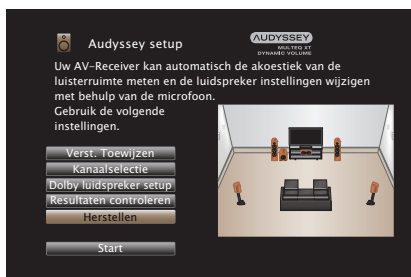 Audyssey setup
AUDYSSEY
MULTEQ XT
DYNAMIC VOLUME
Uw AV-Receiver kan automatisch de akoestiek van de
luisterruimte meten en de luidspreker instellingen wijzigen
met behulp van de microfoon.
Gebruik de volgende
instellingen.
Verst. Toewijzen
Kanaalselectie
Dolby luidspreker setup
Resultaten controleren
Herstellen
Start